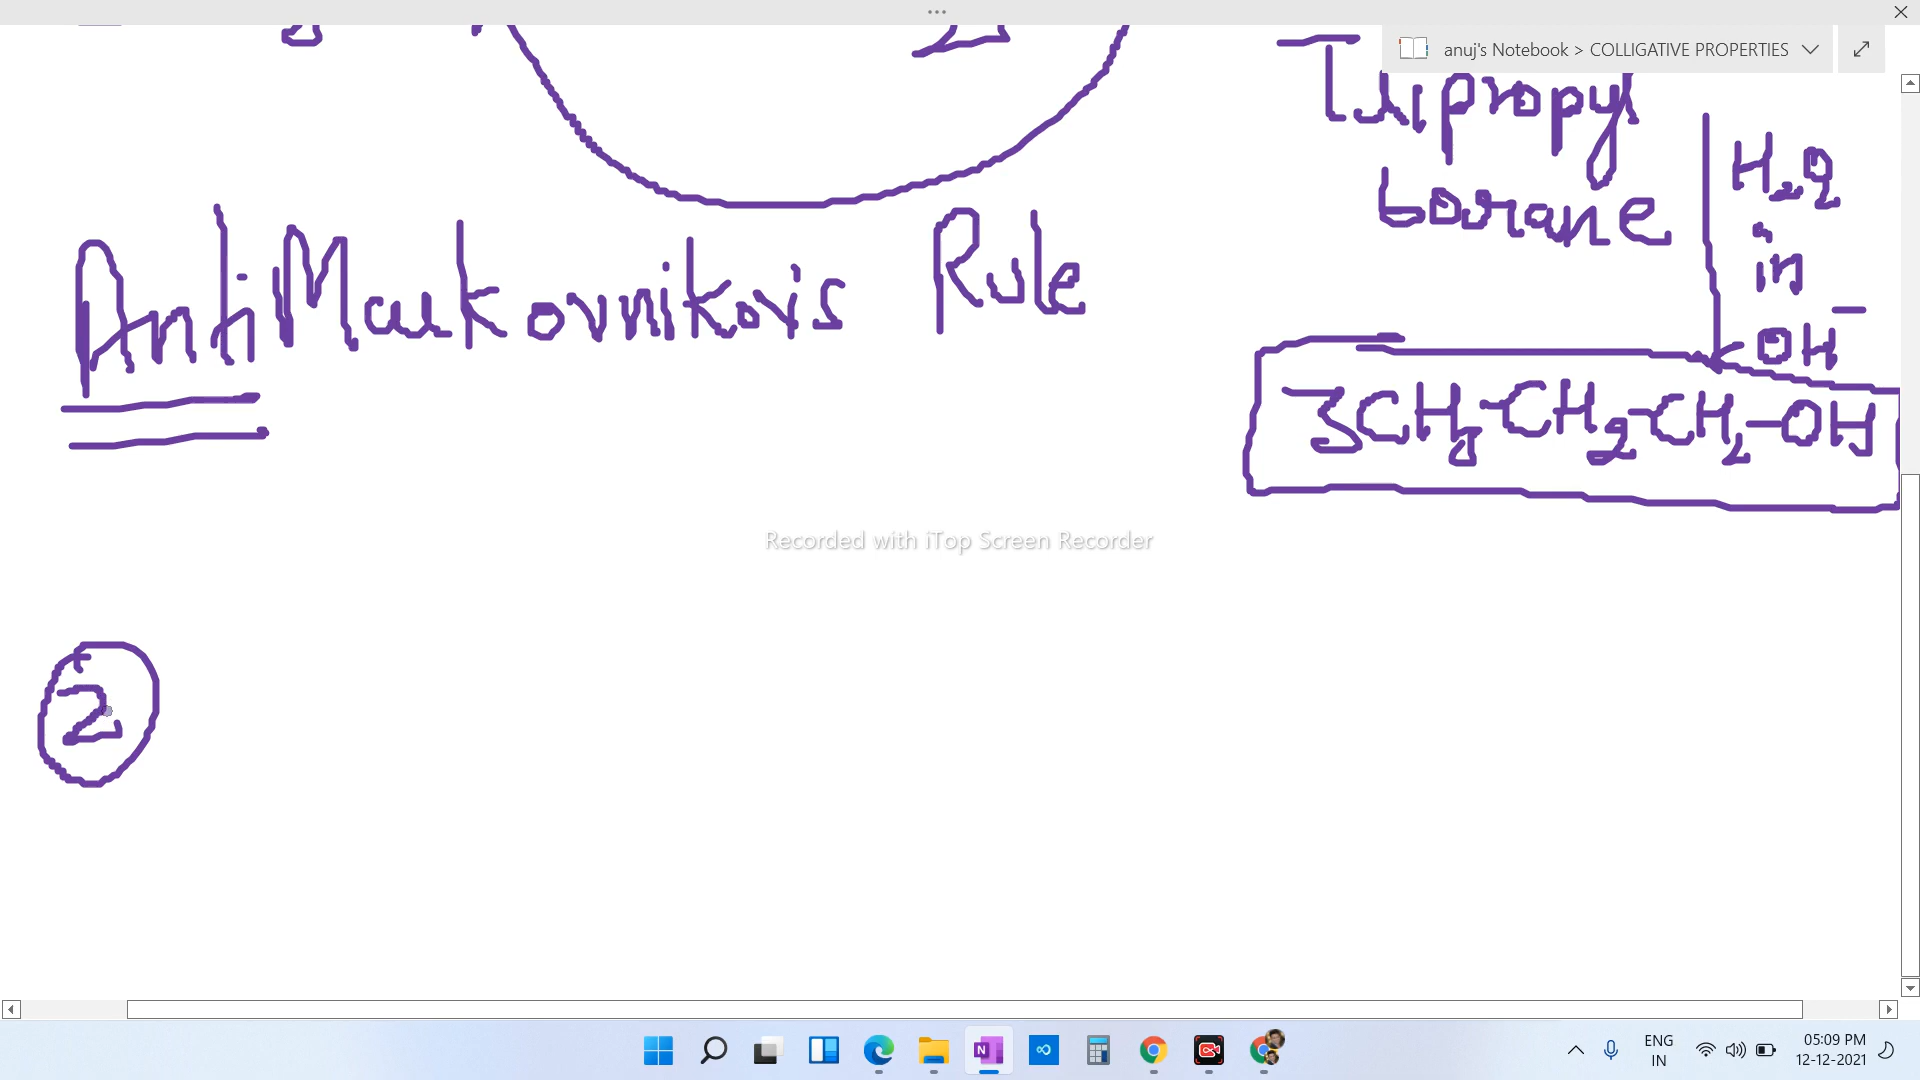 anuj's Notebook > COLLIGATIVE PROPERTIES
Tripropyl
borane
H2O2
in
OH-
Anti Markovnikov's Rule
3CH3-CH2-CH2-OH
Recorded with iTop Screen Recorder
2
ENG
IN
05:09 PM
12-12-2021